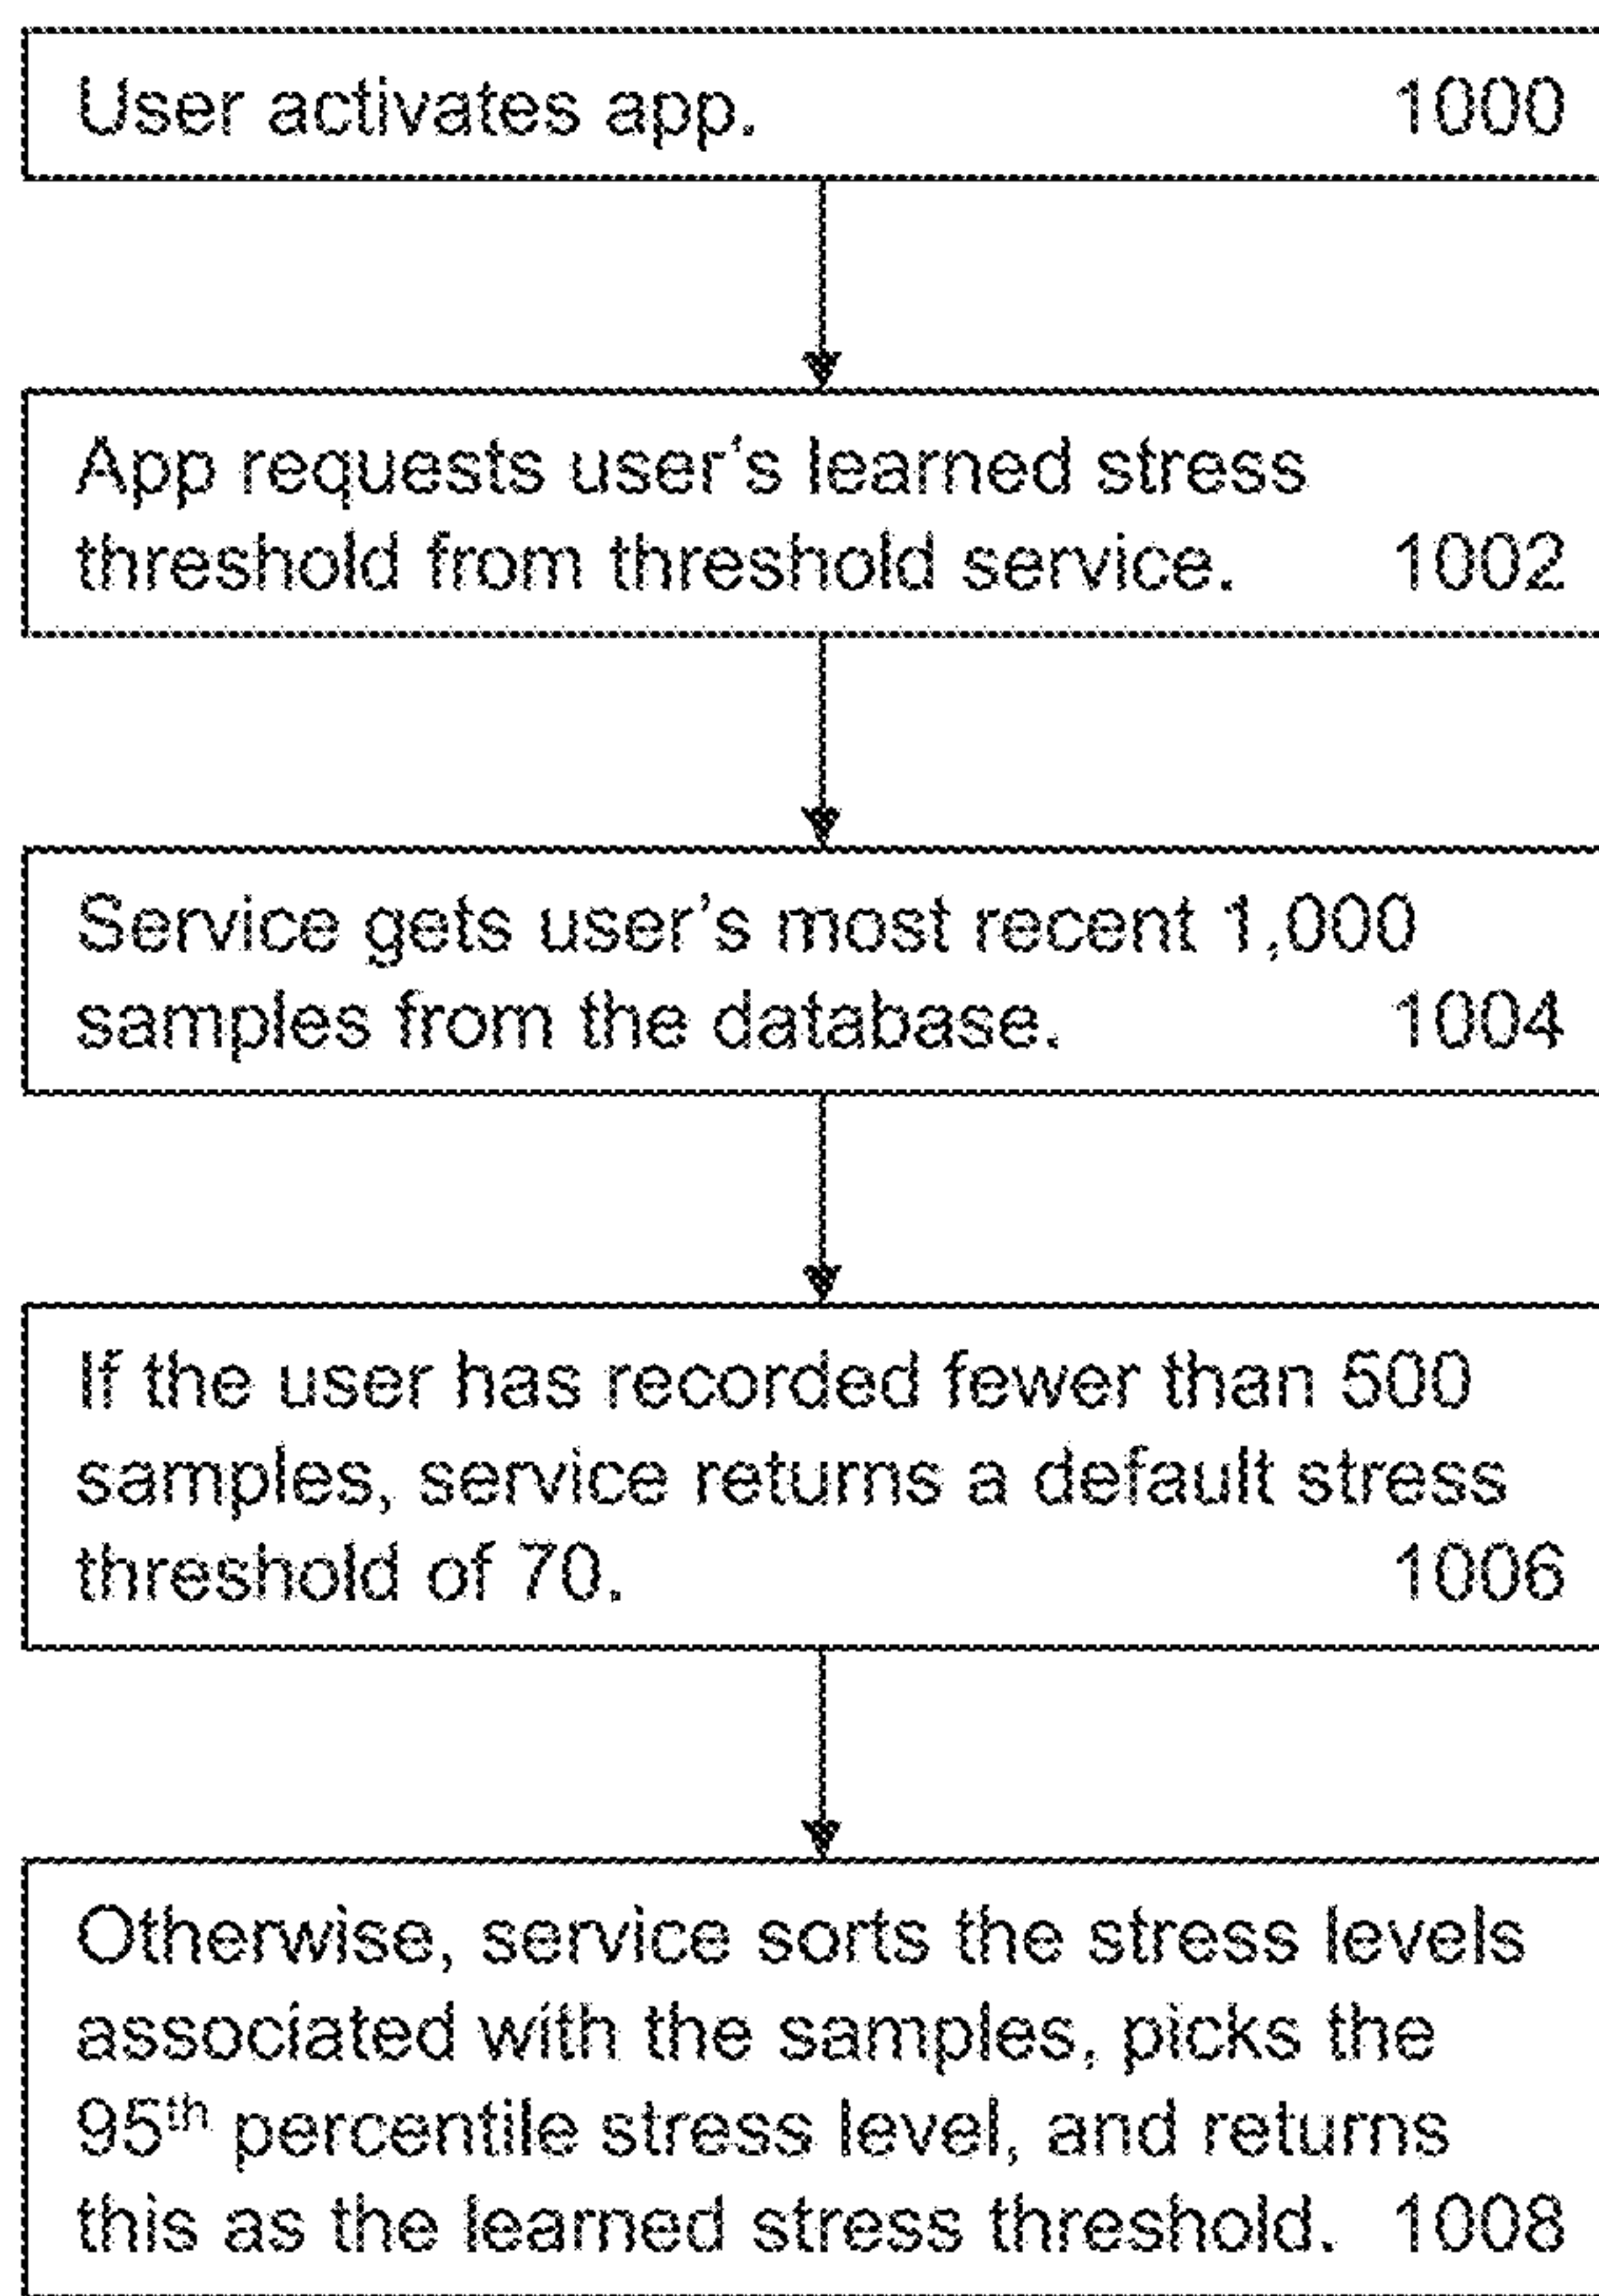 User activates app. 1000
App requests user's learned stress
threshold from threshold service. 1002
Service gets user's most recent 1,000
samples from the database. 1004
If the user has recorded fewer than 500
samples, service returns a default stress
threshold of 70. 1006
Otherwise, service sorts the stress levels
associated with the samples, picks the
95th percentile stress level, and returns
this as the learned stress threshold. 1008